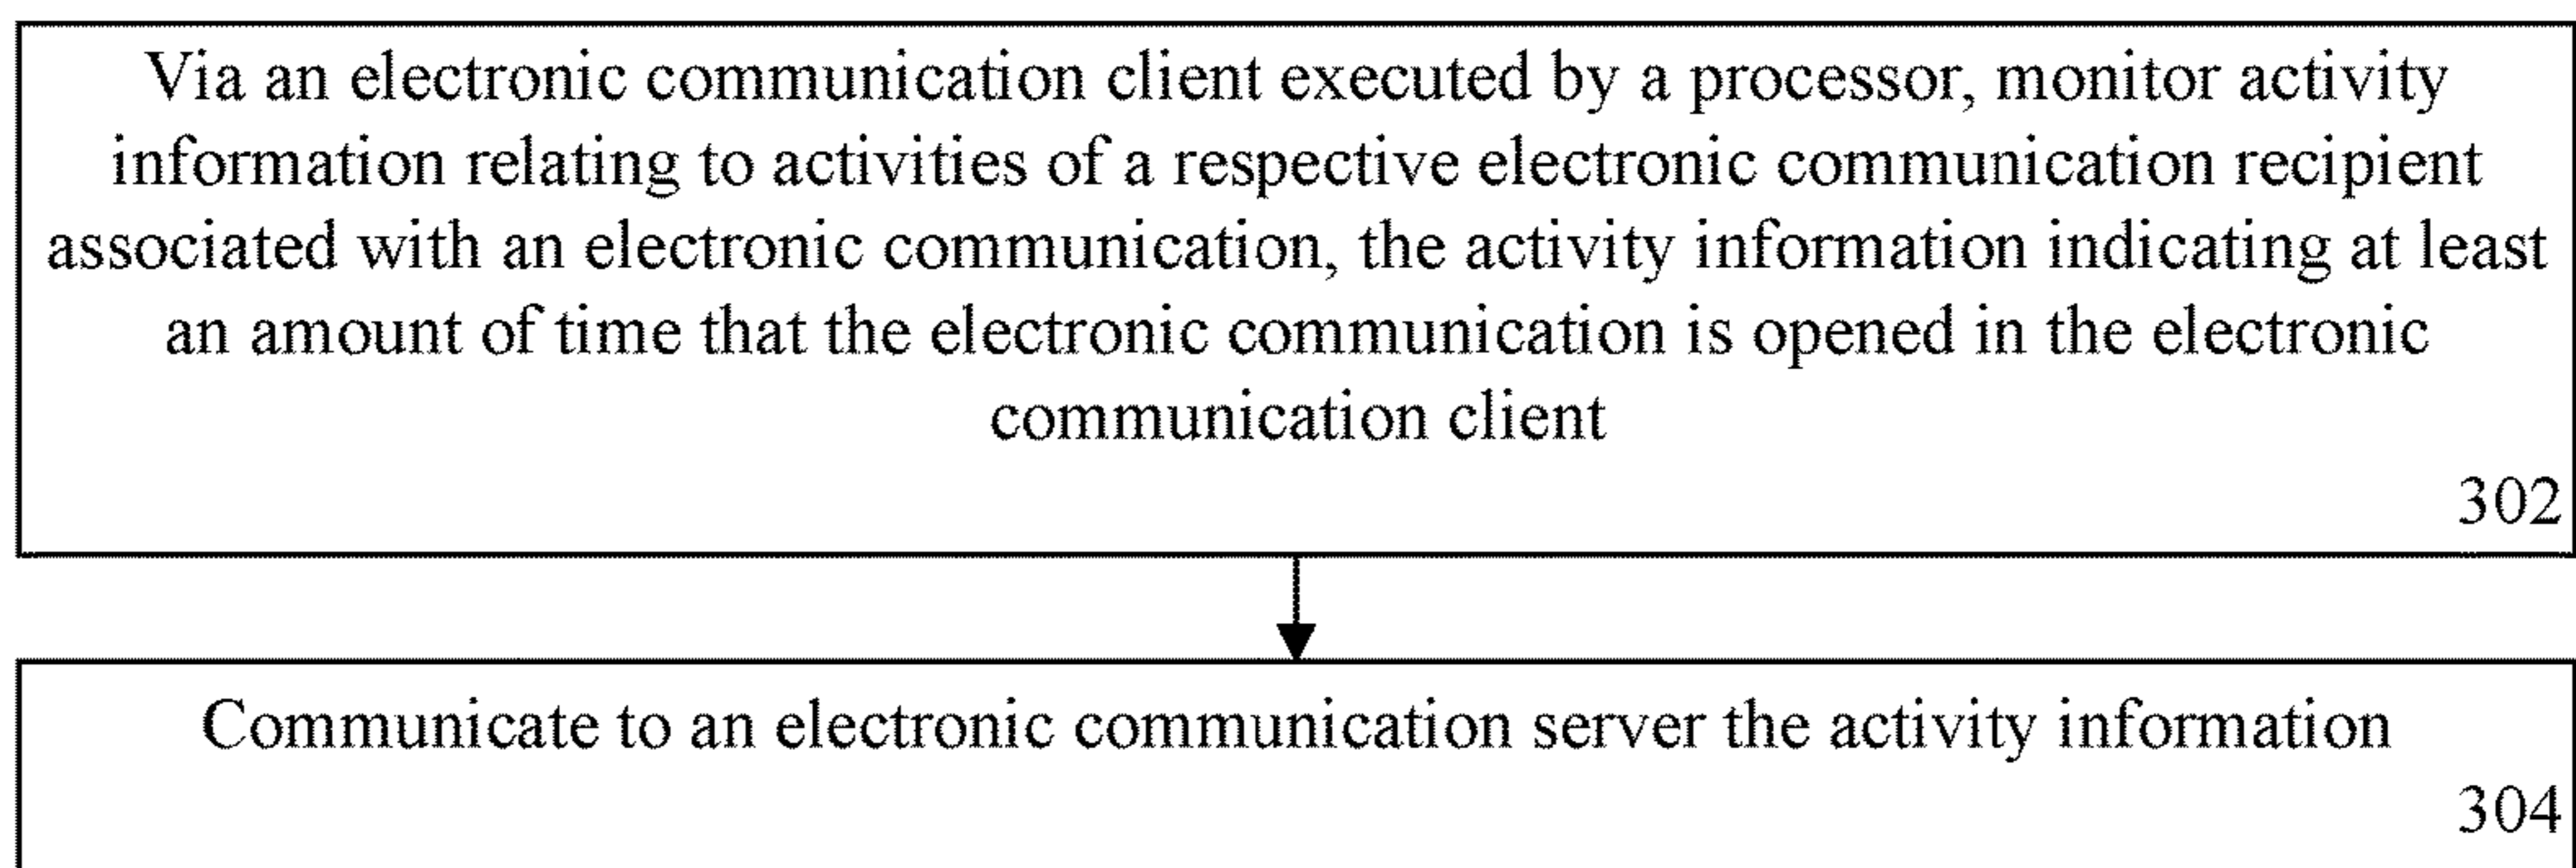 Via an electronic communication client executed by a processor, monitor activity
information relating to activities of a respective electronic communication recipient
associated with an electronic communication, the activity information indicating at least
an amount of time that the electronic communication is opened in the electronic
communication client
302
Communicate to an electronic communication server the activity information
304